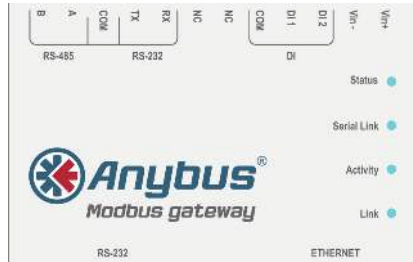 B A COM TX RX NC NC COM DI 1 DI 2 Vin - Vin+
RS-485 RS-232 DI
Status
Serial Link
Activity
Link
Anybus®
Modbus gateway
RS-232 ETHERNET